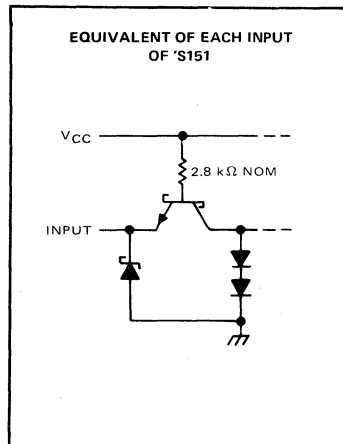 EQUIVALENT OF EACH INPUT
OF 'S151
VCC
2.8 kΩ NOM
INPUT